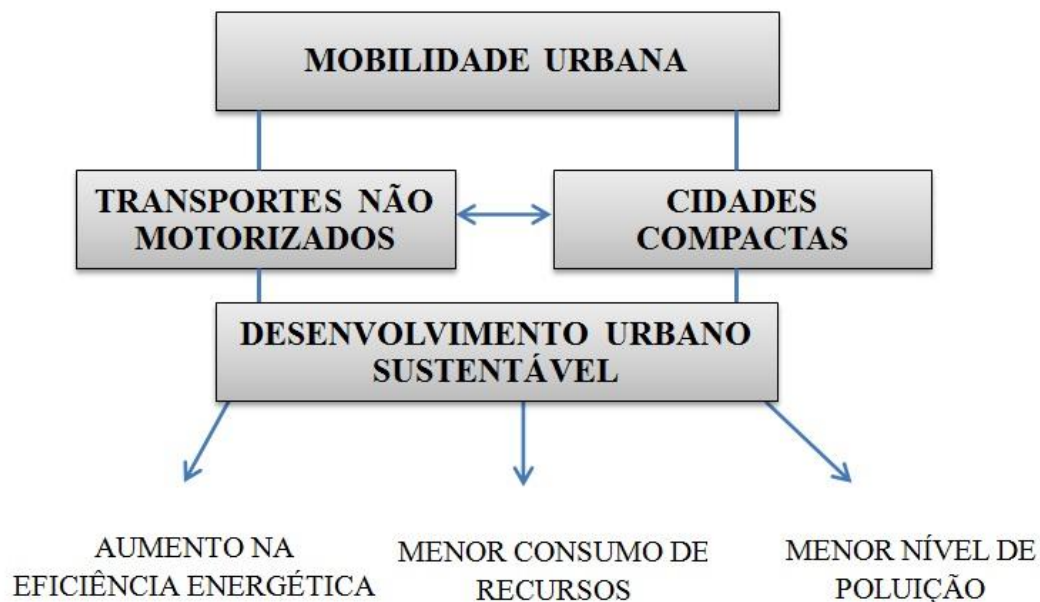 MOBILIDADE URBANA
TRANSPORTES NÃO
MOTORIZADOS
CIDADES
COMPACTAS
DESENVOLVIMENTO URBANO
SUSTENTÁVEL
AUMENTO NA
EFICIÊNCIA ENERGÉTICA
MENOR CONSUMO DE
RECURSOS
MENOR NÍVEL DE
POLUIÇÃO